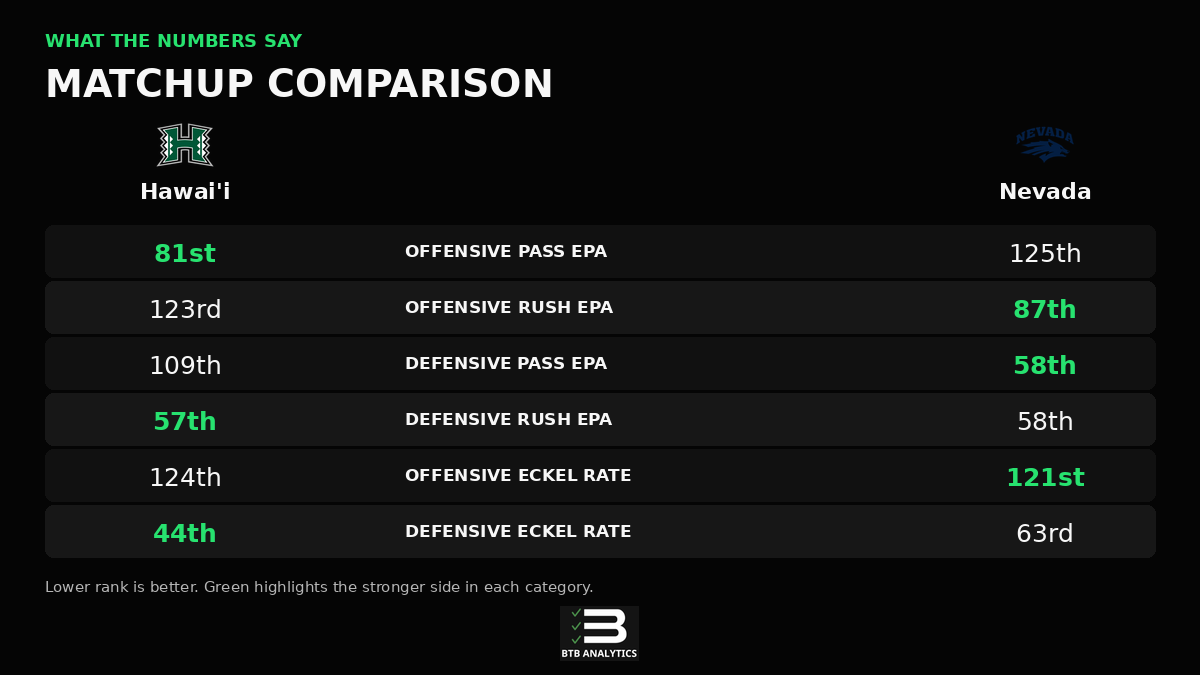 WHAT THE NUMBERS SAY
MATCHUP COMPARISON
H
NEVADA
Hawai'i
Nevada
81st OFFENSIVE PASS EPA 125th
123rd OFFENSIVE RUSH EPA 87th
109th DEFENSIVE PASS EPA 58th
57th DEFENSIVE RUSH EPA 58th
124th OFFENSIVE ECKEL RATE 121st
44th DEFENSIVE ECKEL RATE 63rd
Lower rank is better. Green highlights the stronger side in each category.
B
BTB ANALYTICS